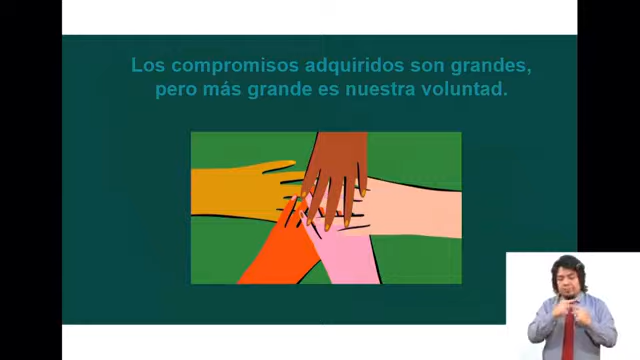 Los compromisos adquiridos son grandes,
pero más grande es nuestra voluntad.